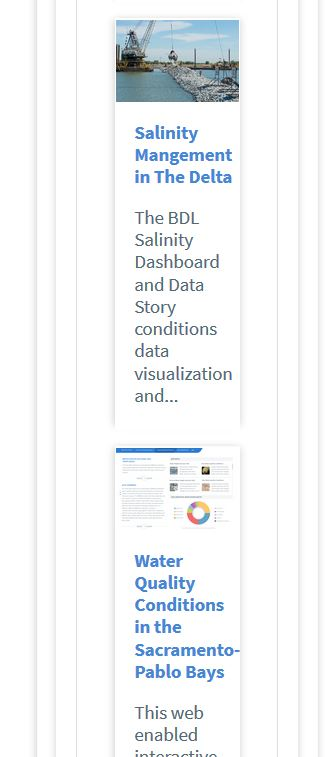 Salinity
Mangement
in The Delta
The BDL
Salinity
Dashboard
and Data
Story
conditions
data
visualization
and...
Water
Quality
Conditions
in the
Sacramento-
Pablo Bays
This web
enabled
interactive